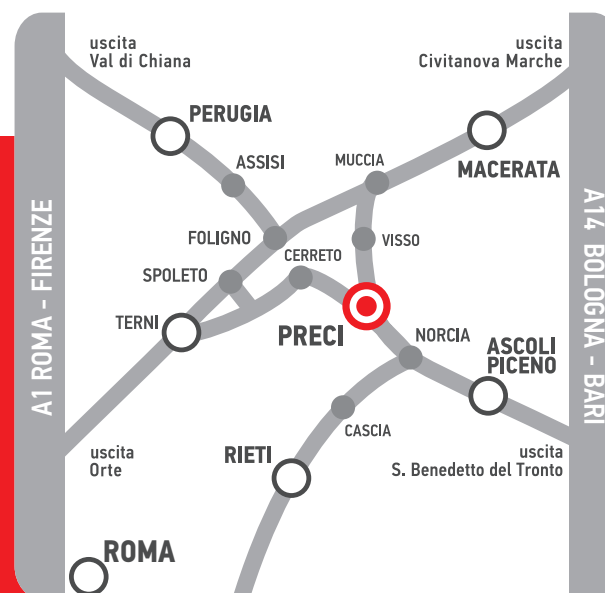 uscita
Val di Chiana
uscita
Civitanova Marche
PERUGIA
MACERATA
ASSISI
MUCCIA
FOLIGNO
VISSO
CERRETO
SPOLETO
TERNI
PRECI
NORCIA
ASCOLI
PICENO
CASCIA
RIETI
uscita
Orte
uscita
S. Benedetto del Tronto
ROMA
A1 ROMA - FIRENZE
A14 BOLOGNA - BARI